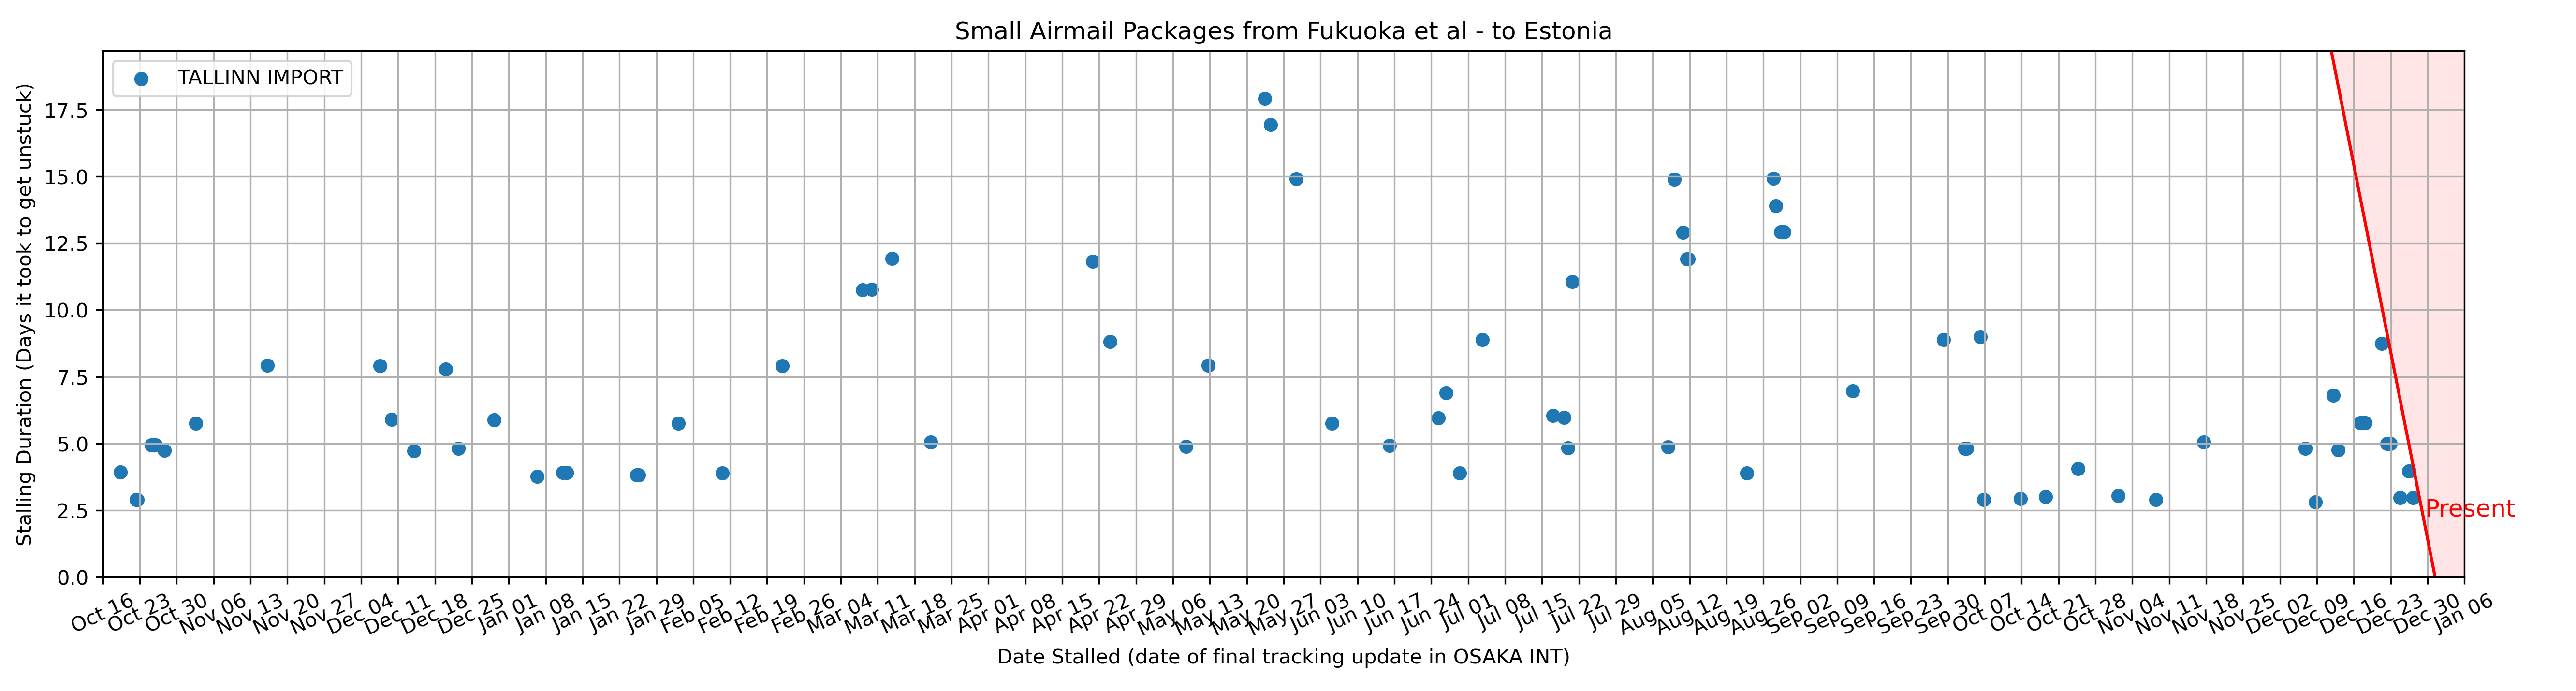 Small Airmail Packages from Fukuoka et al - to Estonia
TALLINN IMPORT
Stalling Duration (Days it took to get unstuck)
17.5
15.0
12.5
10.0
7.5
5.0
2.5
0.0
Present
Oct 16 Oct 23 Oct 30 Nov 06 Nov 13 Nov 20 Nov 27 Dec 04 Dec 11 Dec 18 Dec 25 Jan 01 Jan 08 Jan 15 Jan 22 Jan 29 Feb 05 Feb 12 Feb 19 Feb 26 Mar 04 Mar 11 Mar 18 Mar 25 Apr 01 Apr 08 Apr 15 Apr 22 Apr 29 May 06 May 13 May 20 May 27 Jun 03 Jun 10 Jun 17 Jun 24 Jul 01 Jul 08 Jul 15 Jul 22 Jul 29 Aug 05 Aug 12 Aug 19 Aug 26 Sep 02 Sep 09 Sep 16 Sep 23 Sep 30 Oct 07 Oct 14 Oct 21 Oct 28 Nov 04 Nov 11 Nov 18 Nov 25 Dec 02 Dec 09 Dec 16 Dec 23 Dec 30 Jan 06
Date Stalled (date of final tracking update in OSAKA INT)